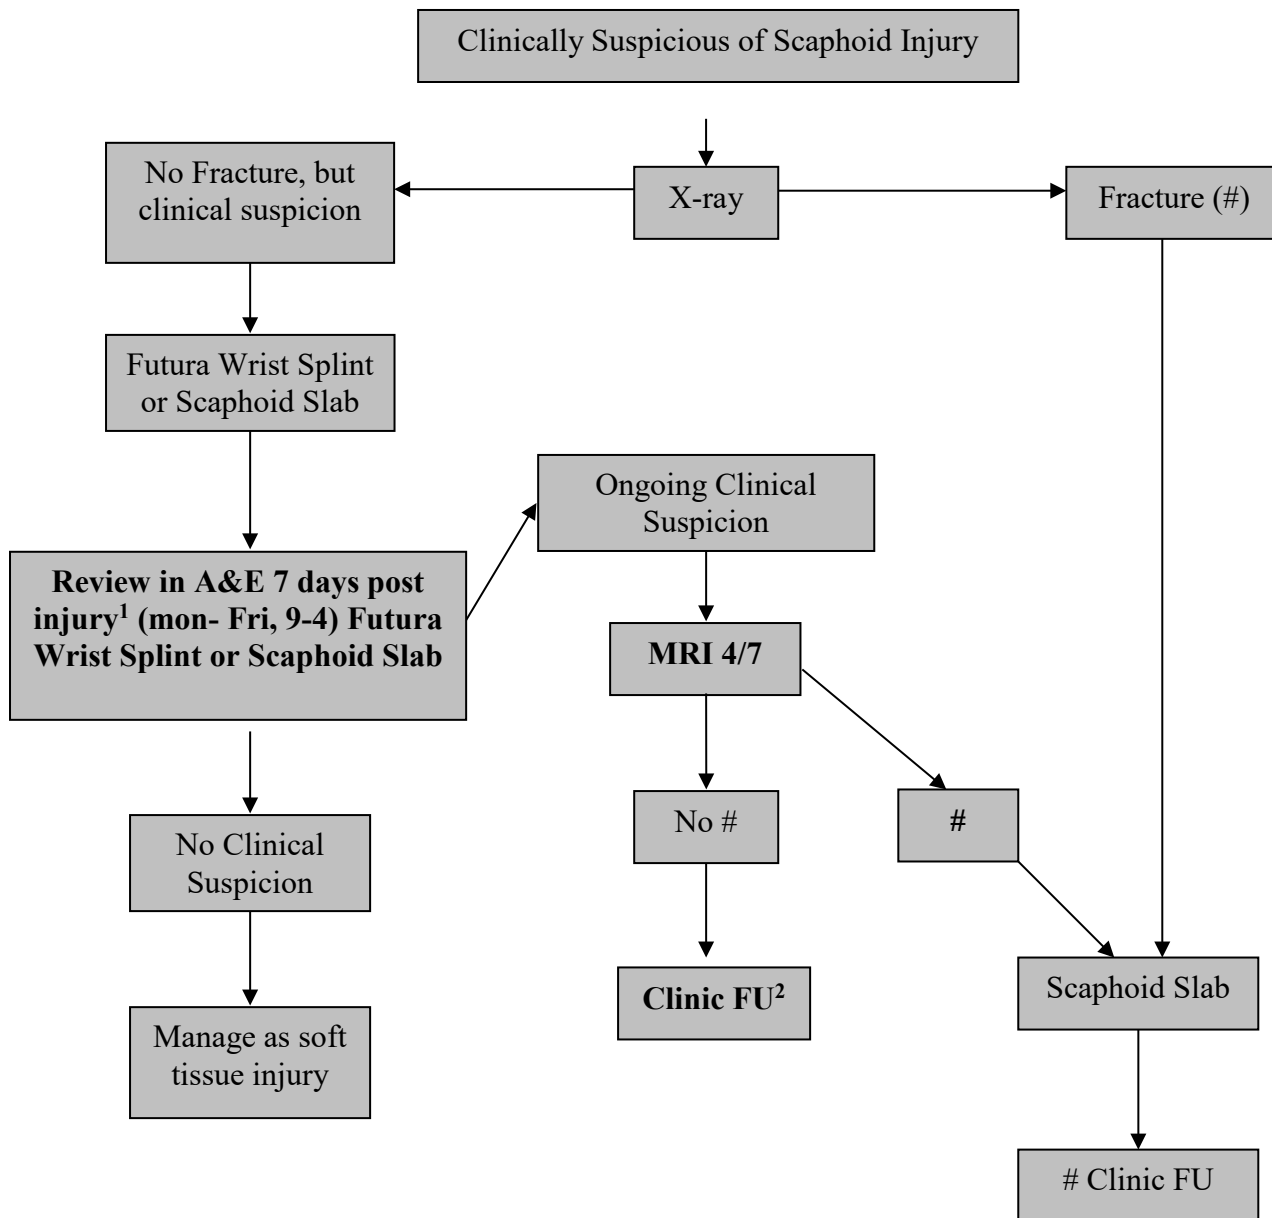 Clinically Suspicious of Scaphoid Injury
No Fracture, but
clinical suspicion
X-ray
Fracture (#)
Futura Wrist Splint
or Scaphoid Slab
Ongoing Clinical
Suspicion
Review in A&E 7 days post
injury¹ (mon- Fri, 9-4) Futura
Wrist Splint or Scaphoid Slab
MRI 4/7
No #
#
No Clinical
Suspicion
Clinic FU²
Scaphoid Slab
Manage as soft
tissue injury
# Clinic FU